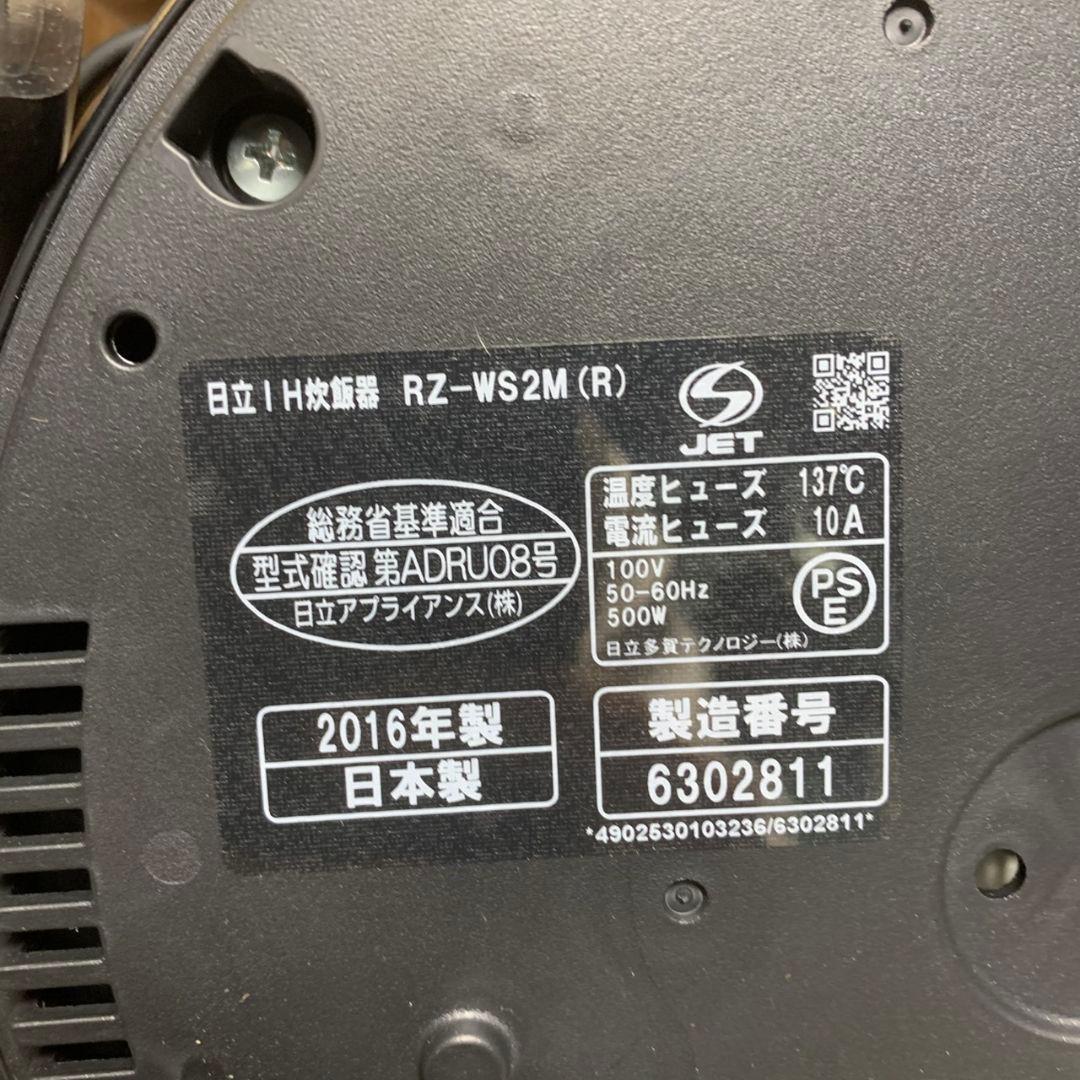 日立IH炊飯器 RZ-WS2M(R)
JET
総務省基準適合
型式確認 第ADRU08号
日立アプライアンス(株)
温度ヒューズ 137℃
電流ヒューズ 10A
100V
50-60Hz
500W
PS
E
日立多賀テクノロジー(株)
2016年製
日本製
製造番号
6302811
*4902530103236/6302811*